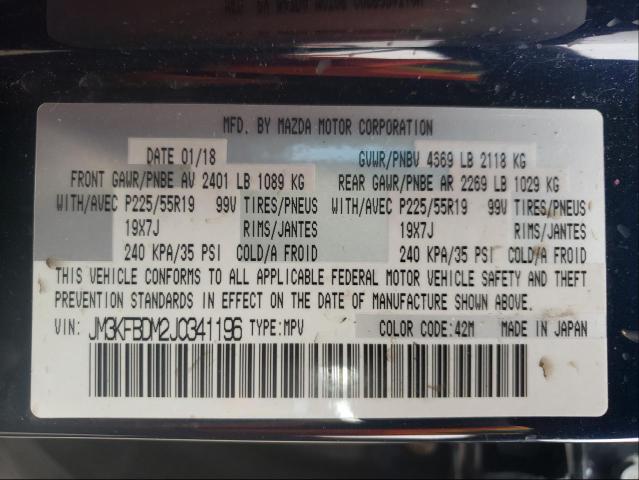 MFD. BY MAZDA MOTOR CORPORATION
DATE 01/18 GVWR/PNBV 4369 LB 2118 KG
FRONT GAWR/PNBE AV 2401 LB 1089 KG REAR GAWR/PNBE AR 2269 LB 1029 KG
WITH/AVEC P225/55R19 99V TIRES/PNEUS WITH/AVEC P225/55R19 99V TIRES/PNEUS
19X7J RIMS/JANTES 19X7J RIMS/JANTES
240 KPA/35 PSI COLD/A FROID 240 KPA/35 PSI COLD/A FROID
THIS VEHICLE CONFORMS TO ALL APPLICABLE FEDERAL MOTOR VEHICLE SAFETY AND THEFT
PREVENTION STANDARDS IN EFFECT ON THE DATE OF MANUFACTURE SHOWN ABOVE.
VIN: JM3KFBDM2J0341196 TYPE:MPV COLOR CODE:42M MADE IN JAPAN